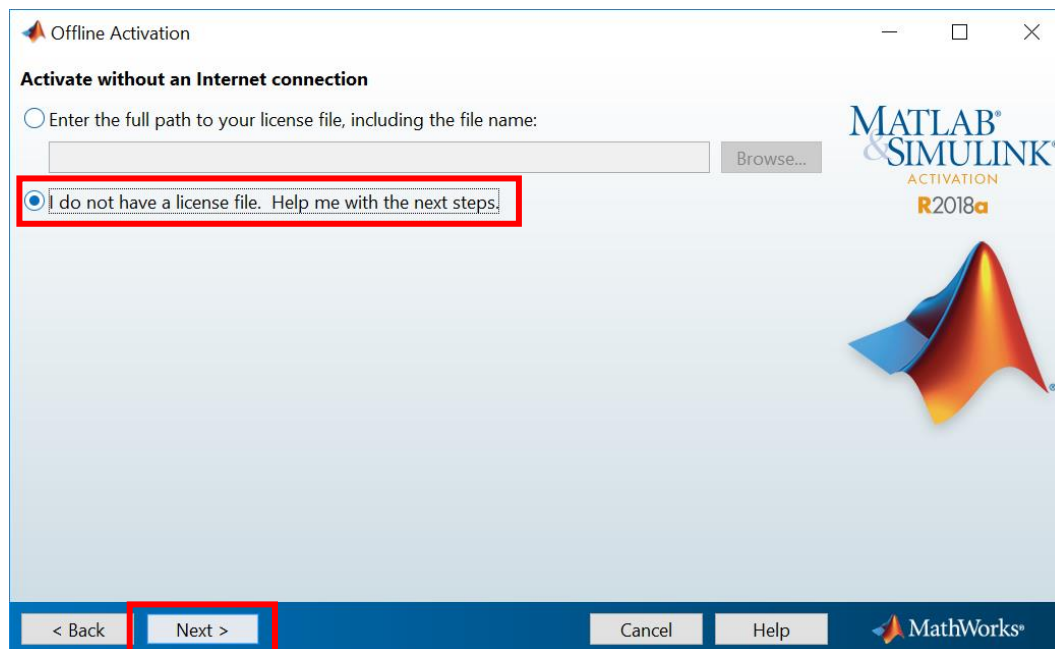 Offline Activation
Activate without an Internet connection
Enter the full path to your license file, including the file name:
Browse...
I do not have a license file. Help me with the next steps.
MATLAB®
&SIMULINK®
ACTIVATION
R2018a
®
< Back
Next >
Cancel
Help
MathWorks®